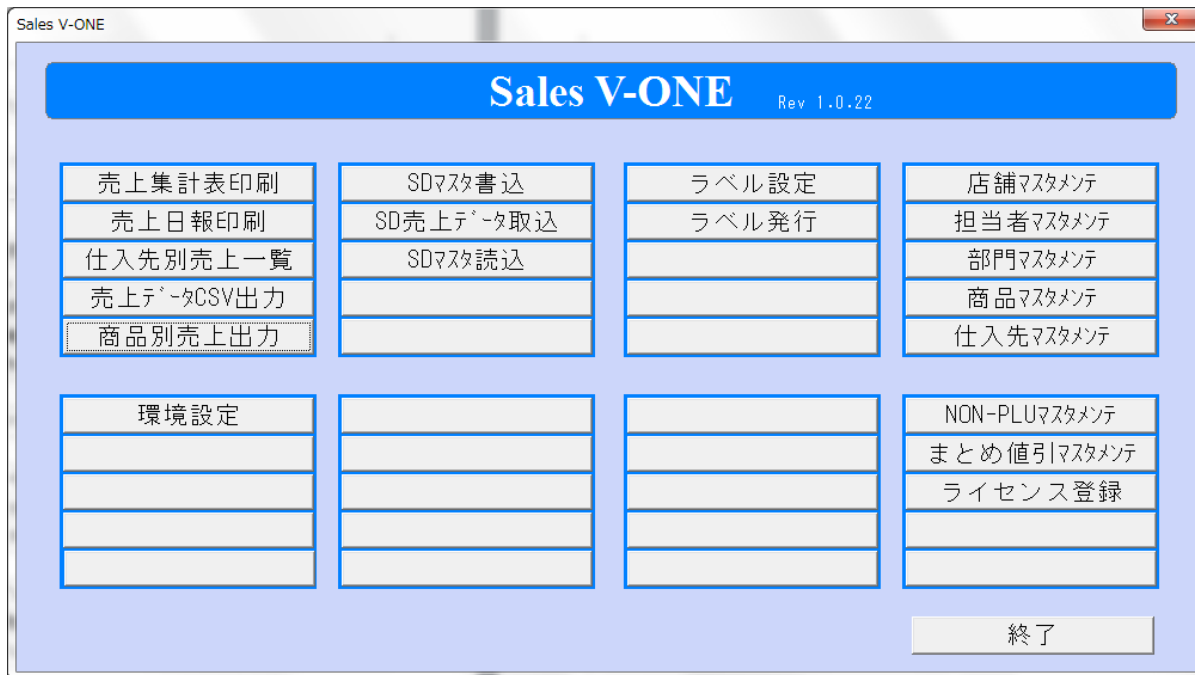 Sales V-ONE
Sales V-ONE Rev 1.0.22
売上集計表印刷
売上日報印刷
仕入先別売上一覧
売上ﾃﾞｰﾀCSV出力
商品別売上出力
SDﾏｽﾀ書込
SD売上ﾃﾞｰﾀ取込
SDﾏｽﾀ読込
ラベル設定
ラベル発行
店舗ﾏｽﾀﾒﾝﾃ
担当者ﾏｽﾀﾒﾝﾃ
部門ﾏｽﾀﾒﾝﾃ
商品ﾏｽﾀﾒﾝﾃ
仕入先ﾏｽﾀﾒﾝﾃ
環境設定
NON-PLUﾏｽﾀﾒﾝﾃ
まとめ値引ﾏｽﾀﾒﾝﾃ
ライセンス登録
終了